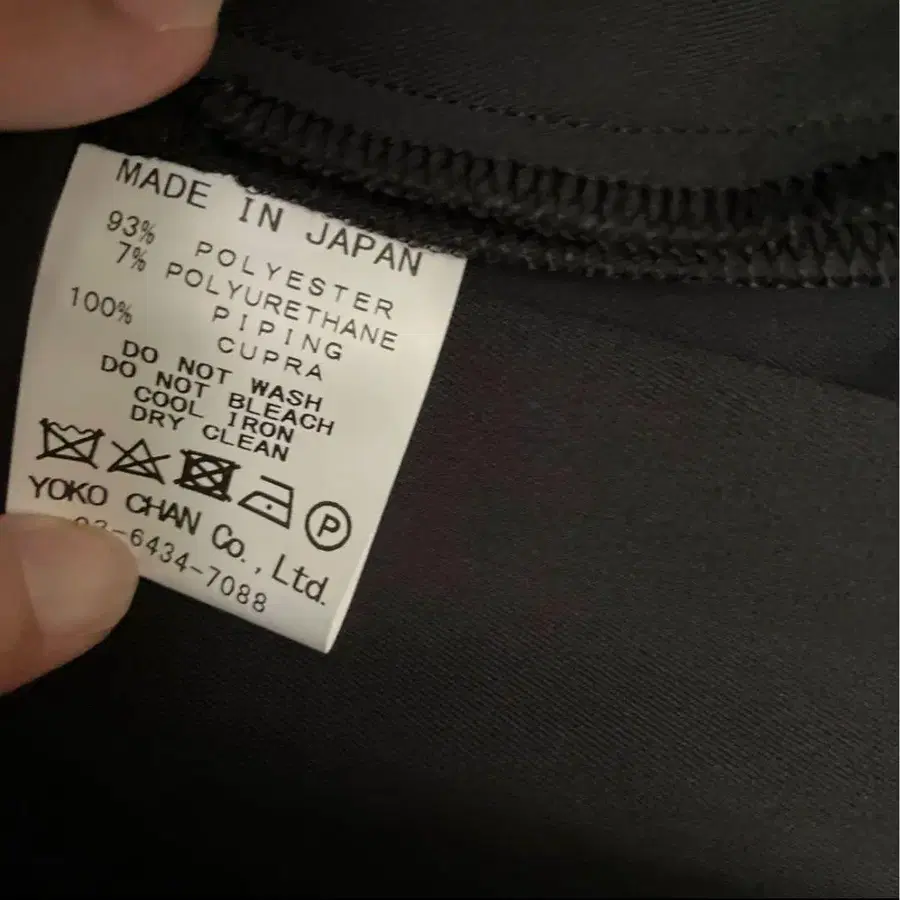 MADE IN JAPAN
93% POLYESTER
7% POLYURETHANE
PIPING
100% CUPRA
DO NOT WASH
DO NOT BLEACH
COOL IRON
DRY CLEAN
P
YOKO CHAN Co., Ltd.
03-6434-7088